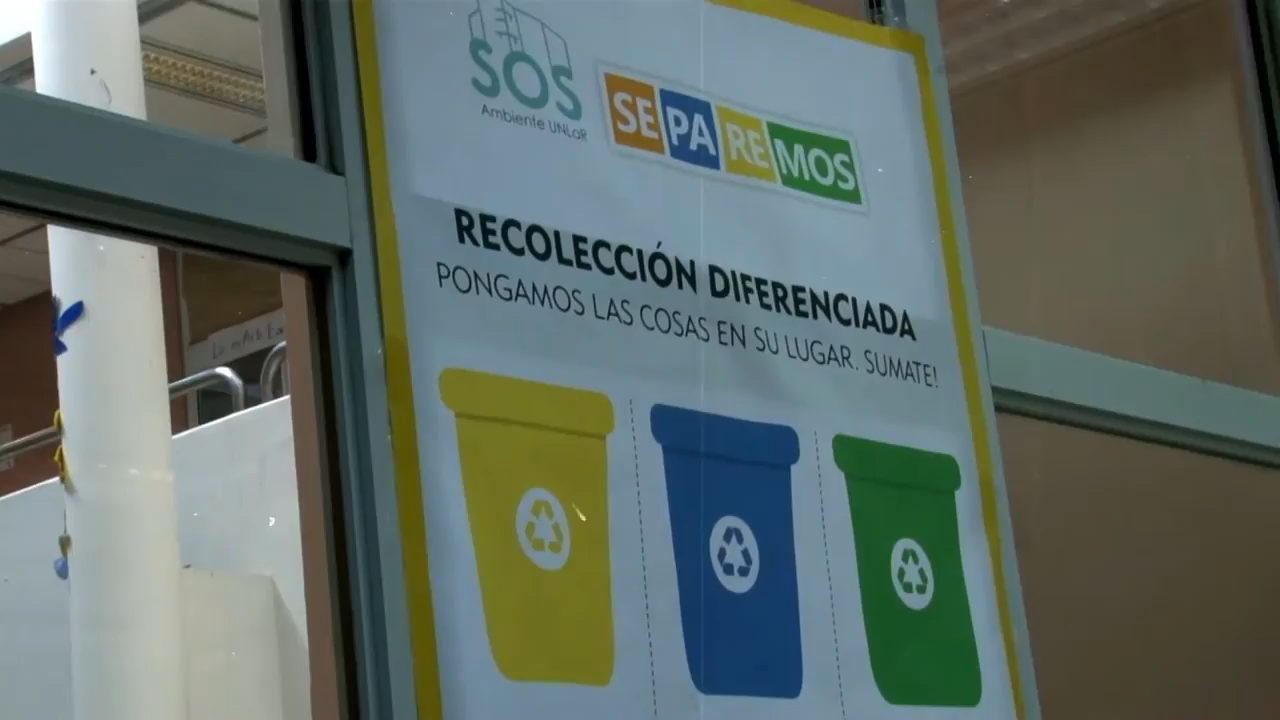 SOS
Ambiente UNLaR
SEPAREMOS
RECOLECCIÓN DIFERENCIADA
PONGAMOS LAS COSAS EN SU LUGAR. SUMATE!